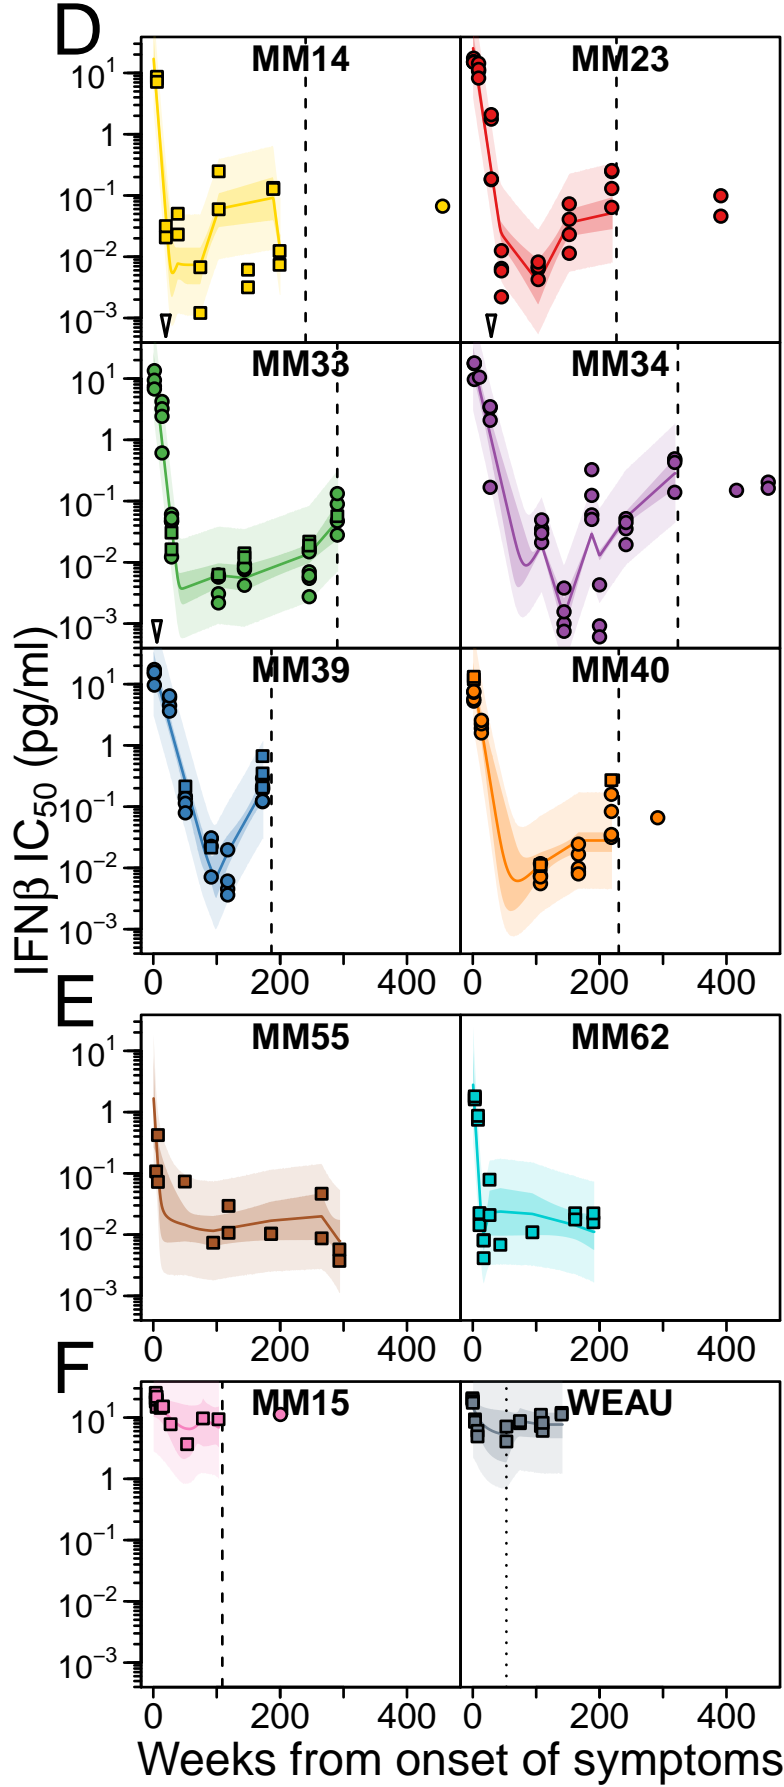 D
MM14
MM23
10¹
1
10⁻¹
10⁻²
10⁻³
MM33
MM34
10¹
1
10⁻¹
10⁻²
10⁻³
MM39
MM40
10¹
1
10⁻¹
10⁻²
10⁻³
0 200 400 0 200 400
IFNβ IC₅₀ (pg/ml)
E
MM55
MM62
10¹
1
10⁻¹
10⁻²
10⁻³
0 200 400 0 200 400
F
MM15
WEAU
10¹
1
10⁻¹
10⁻²
10⁻³
0 200 400 0 200 400
Weeks from onset of symptoms